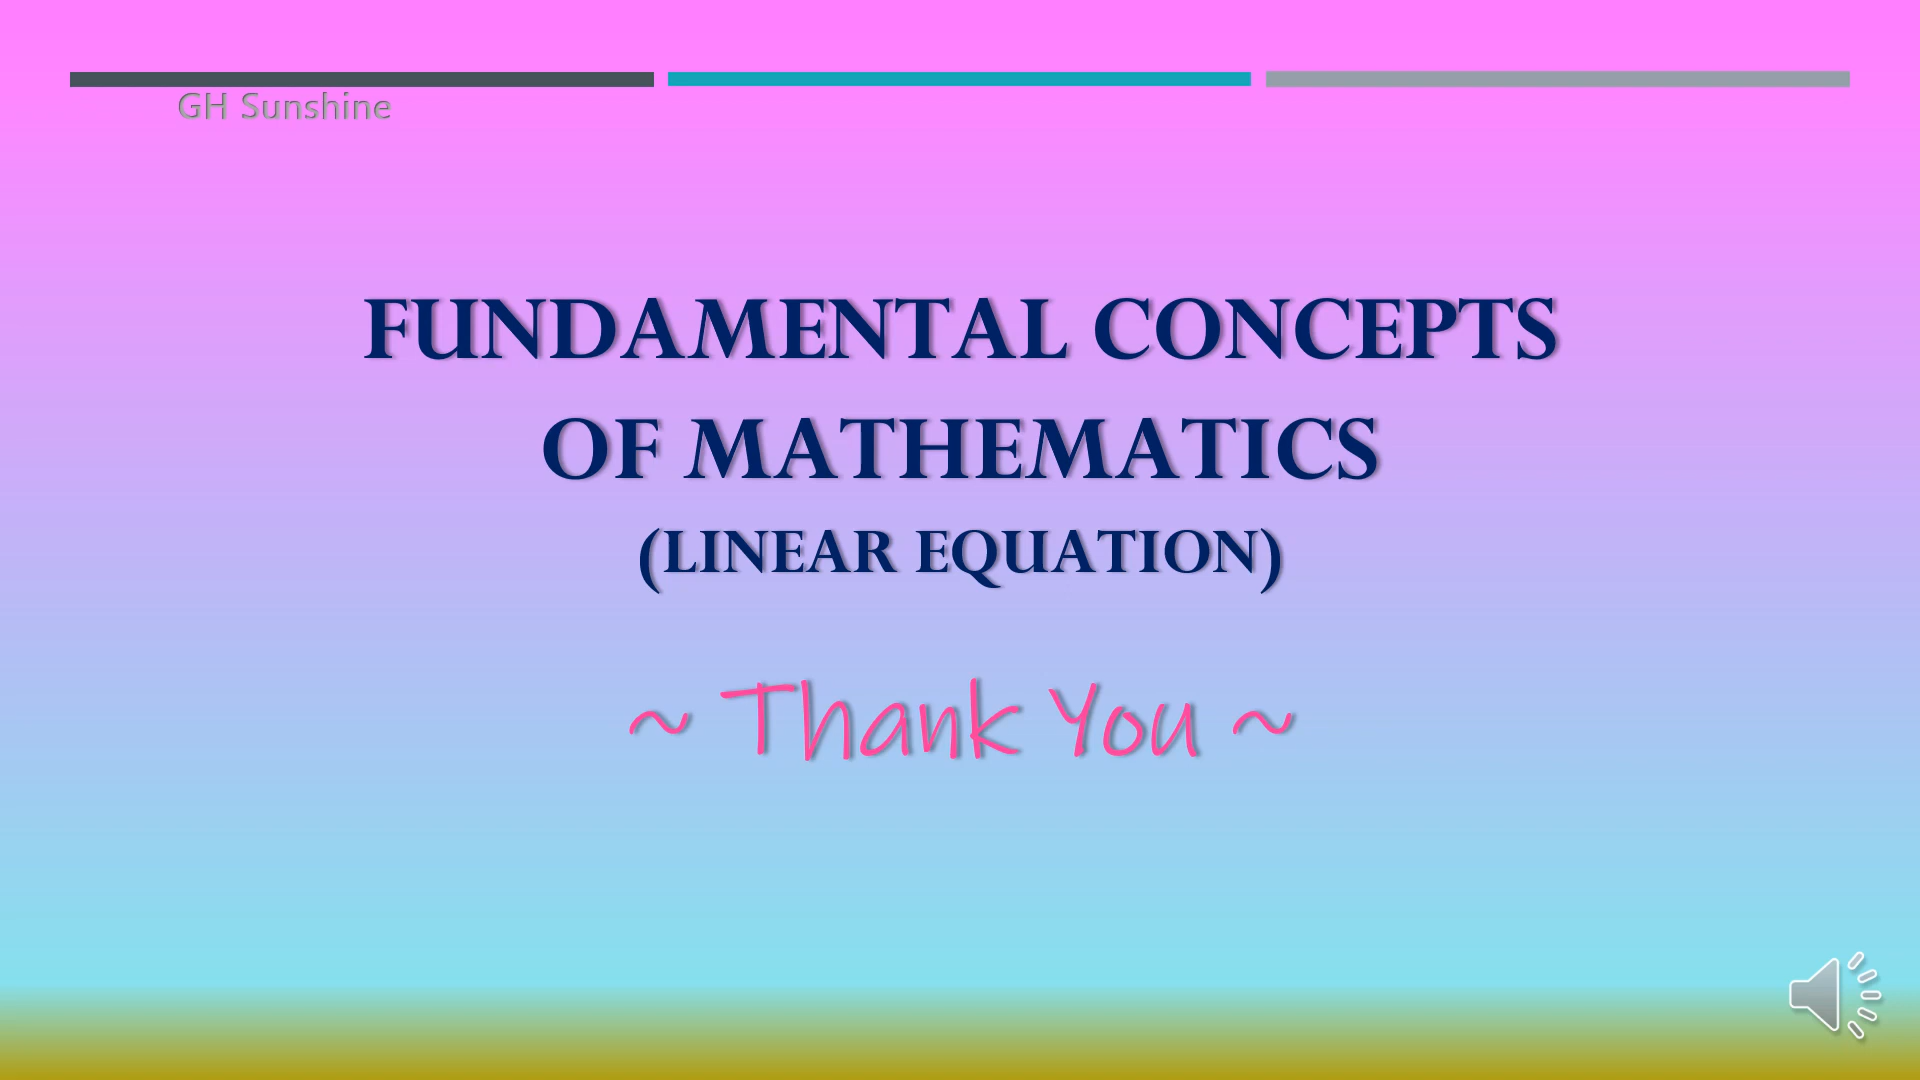 GH Sunshine
FUNDAMENTAL CONCEPTS
OF MATHEMATICS
(LINEAR EQUATION)
~ Thank You ~